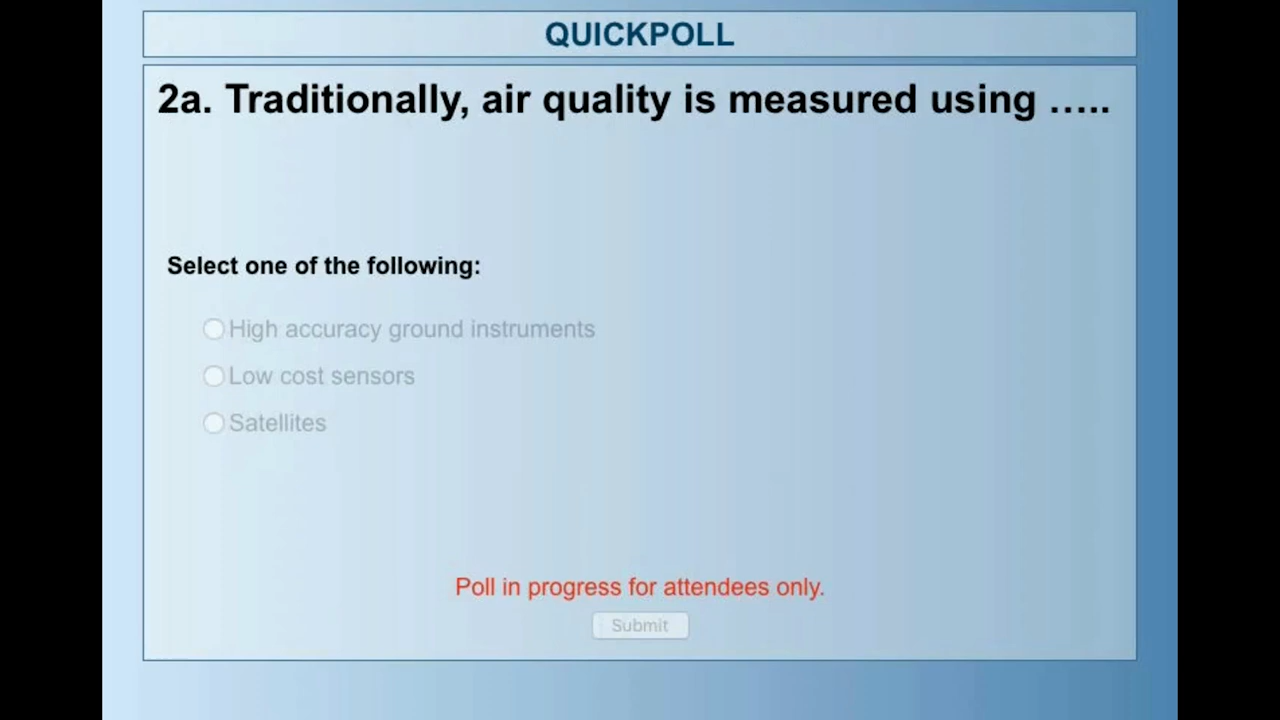 QUICKPOLL
2a. Traditionally, air quality is measured using …..
Select one of the following:
High accuracy ground instruments
Low cost sensors
Satellites
Poll in progress for attendees only.
Submit